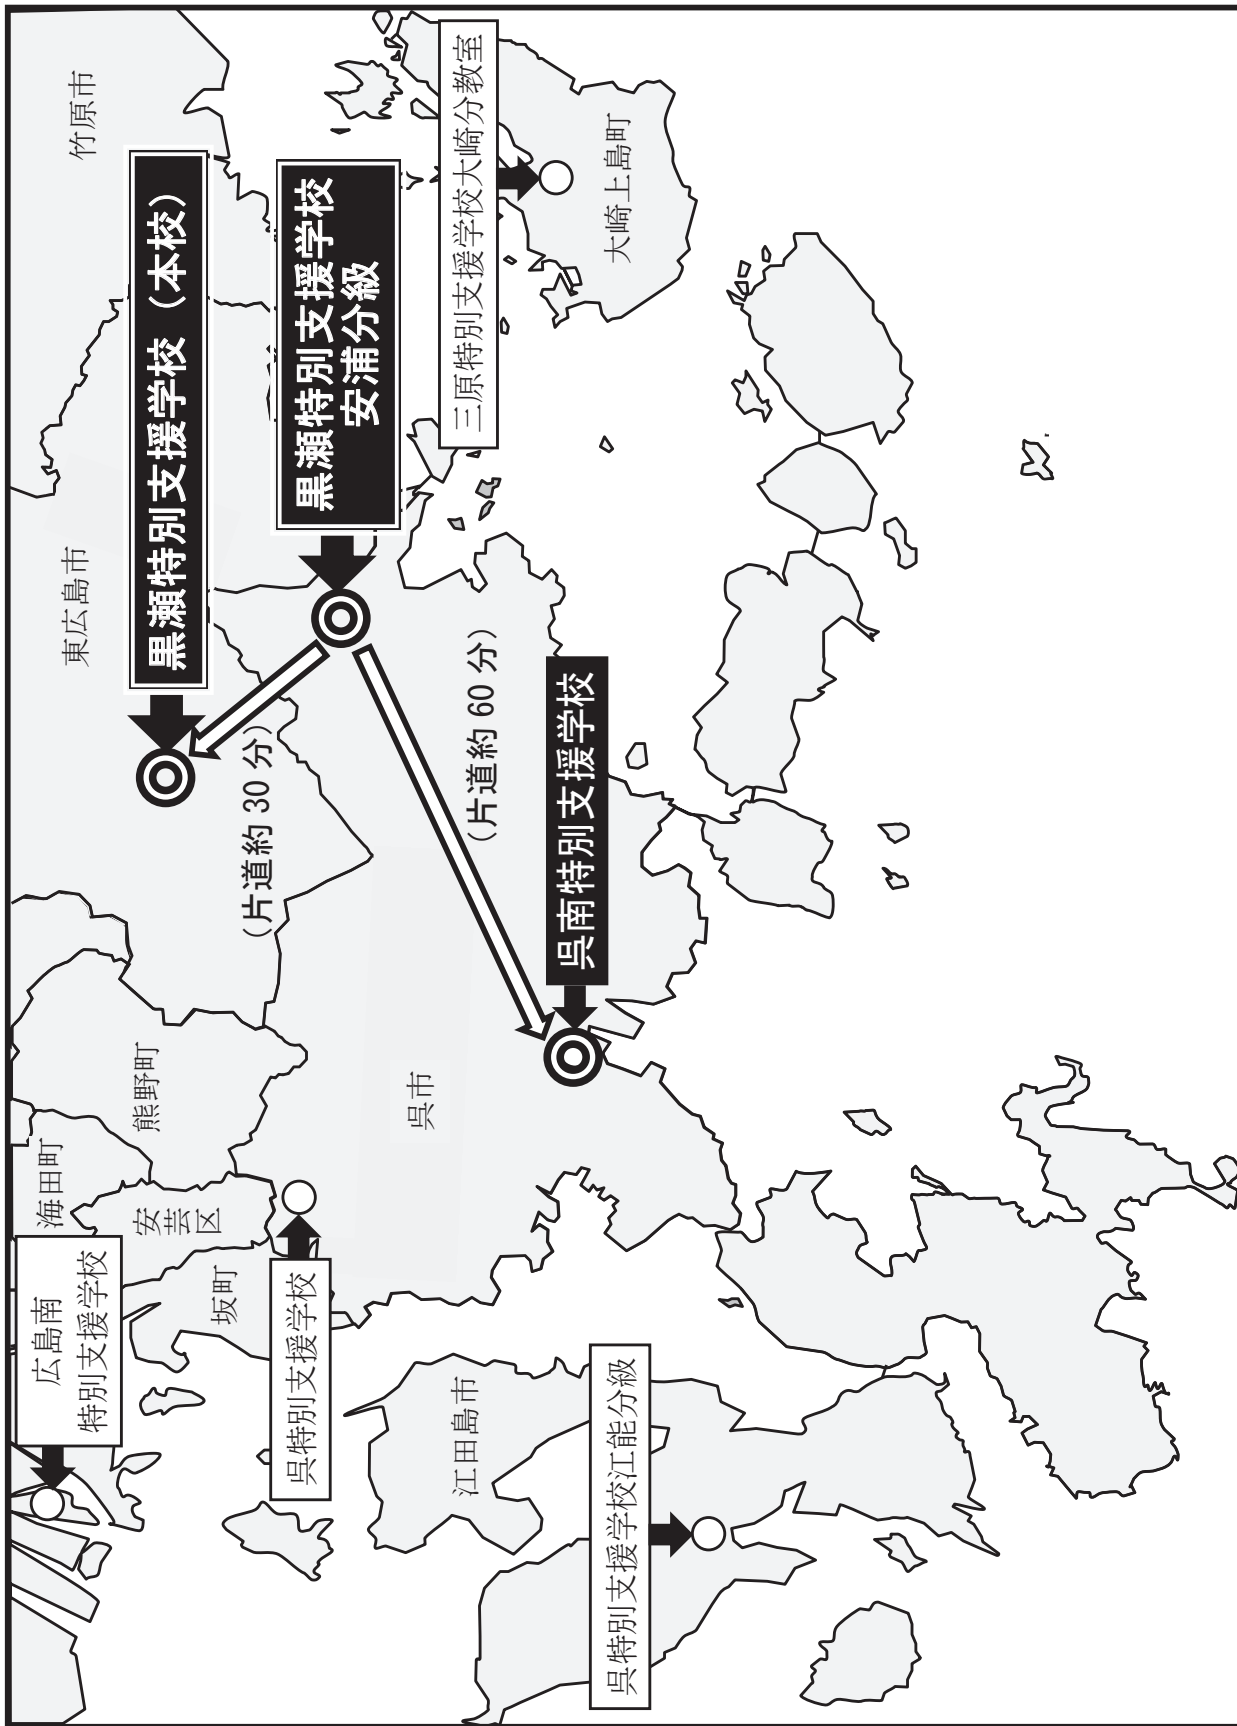 広島南
特別支援学校
海田町
東広島市
竹原市
安芸区
熊野町
黒瀬特別支援学校（本校）
坂町
(片道約 30 分)
呉特別支援学校
黒瀬特別支援学校
安浦分級
呉市
江田島市
(片道約 60 分)
三原特別支援学校大崎分教室
呉南特別支援学校
呉特別支援学校江能分級
大崎上島町